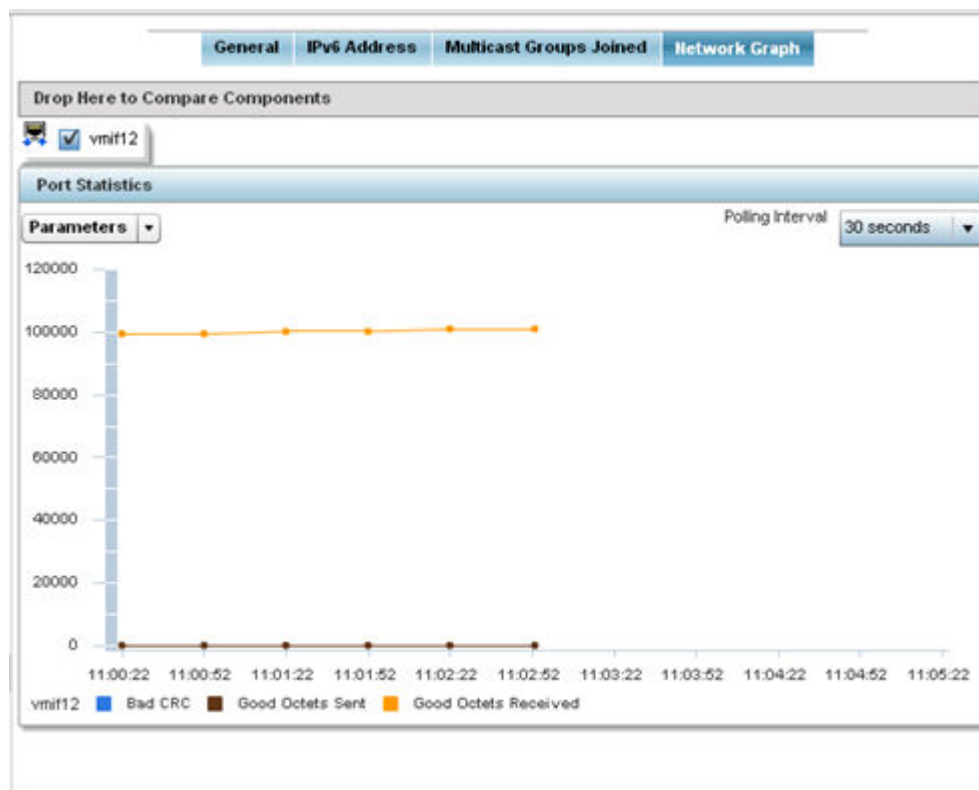 General IPv6 Address Multicast Groups Joined Network Graph
Drop Here to Compare Components
vmif12
Port Statistics
Parameters Polling Interval 30 seconds
120000
100000
80000
60000
40000
20000
0
11:00:22 11:00:52 11:01:22 11:01:52 11:02:22 11:02:52 11:03:22 11:03:52 11:04:22 11:04:52 11:05:22
vmif12 Bad CRC Good Octets Sent Good Octets Received